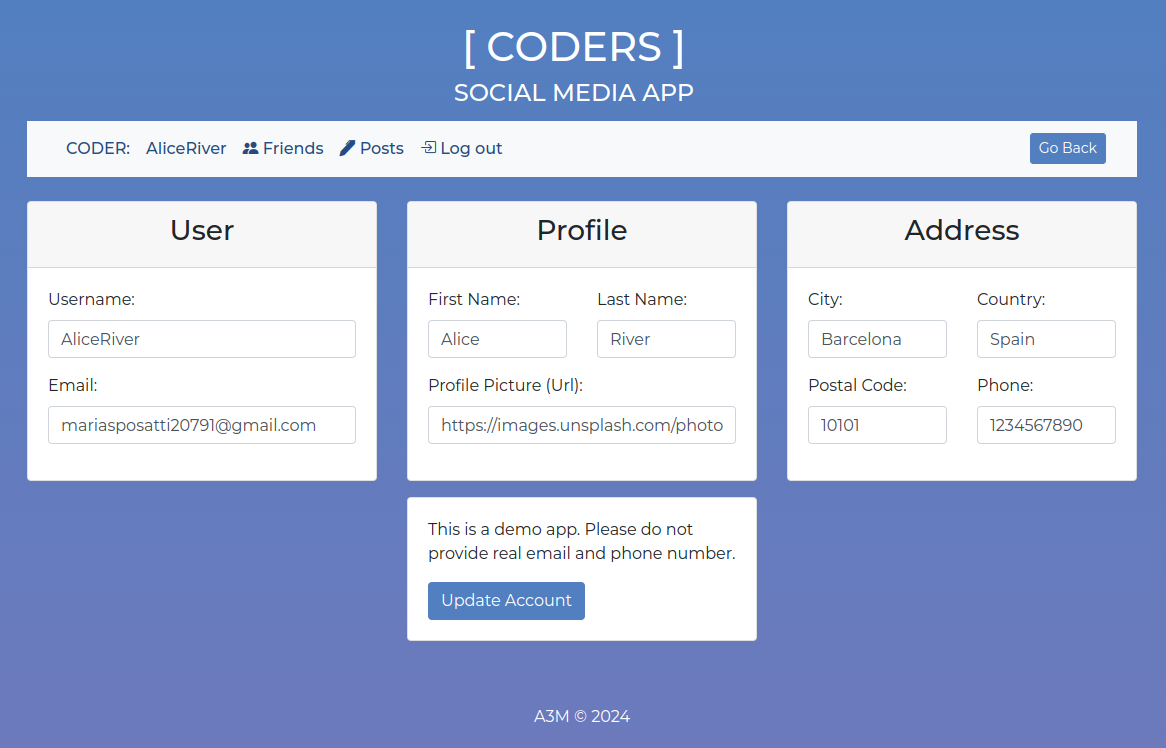 [ CODERS ]
SOCIAL MEDIA APP
CODER: AliceRiver Friends Posts Log out Go Back
User
Username:
AliceRiver
Email:
mariasposatti20791@gmail.com
Profile
First Name: Last Name:
Alice River
Profile Picture (Url):
https://images.unsplash.com/photo
Address
City: Country:
Barcelona Spain
Postal Code: Phone:
10101 1234567890
This is a demo app. Please do not
provide real email and phone number.
Update Account
A3M © 2024